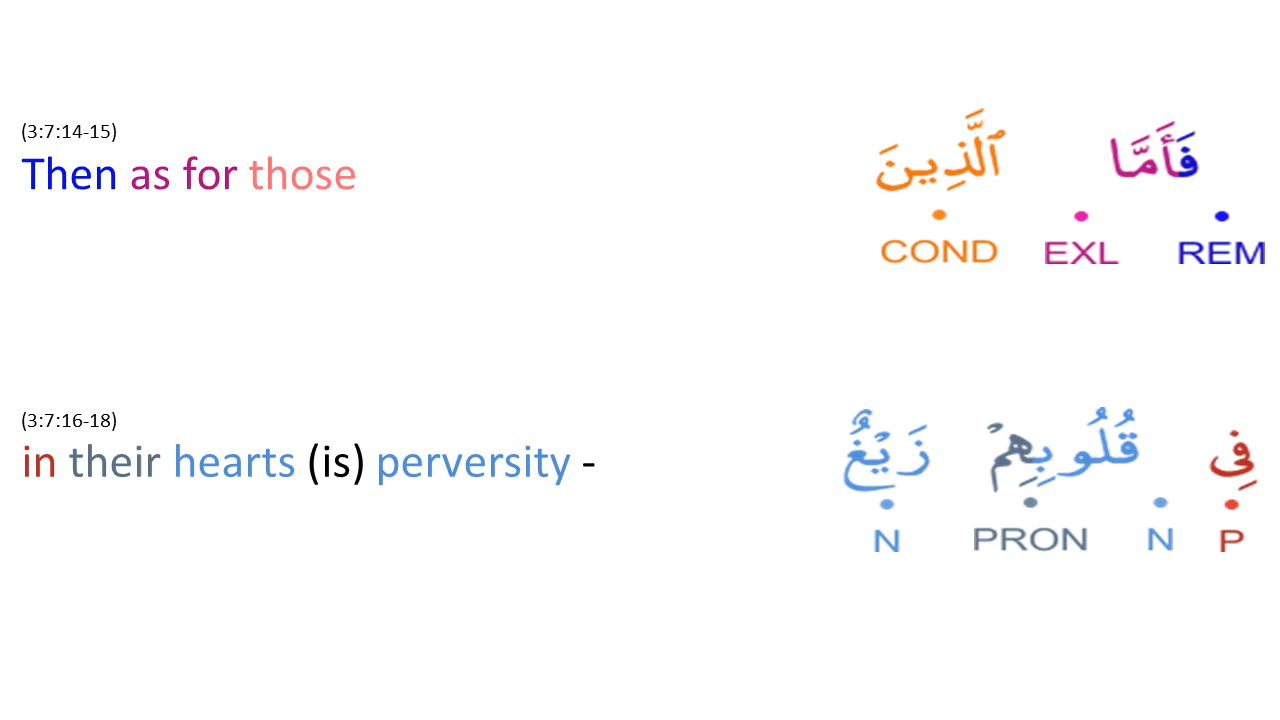 (3:7:14-15)
Then as for those
فَأَمَّا ٱلَّذِينَ
COND EXL REM
(3:7:16-18)
in their hearts (is) perversity -
فِى قُلُوبِهِمْ زَيْغٌ
N PRON N P